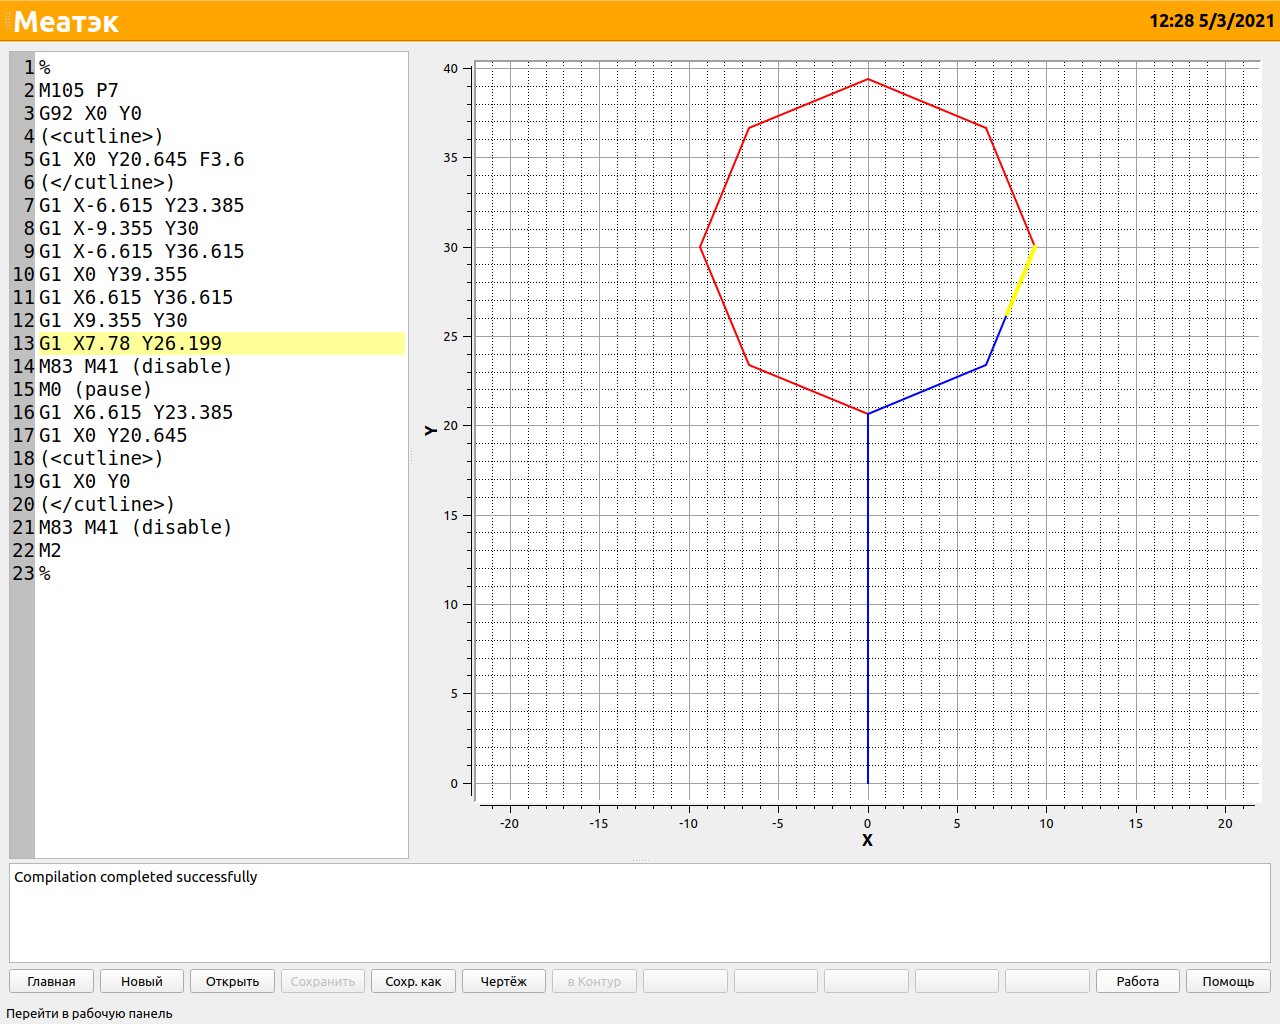 Меатэк
12:28 5/3/2021
1 %
2 M105 P7
3 G92 X0 Y0
4 (<cutline>)
5 G1 X0 Y20.645 F3.6
6 (</cutline>)
7 G1 X-6.615 Y23.385
8 G1 X-9.355 Y30
9 G1 X-6.615 Y36.615
10 G1 X0 Y39.355
11 G1 X6.615 Y36.615
12 G1 X9.355 Y30
13 G1 X7.78 Y26.199
14 M83 M41 (disable)
15 M0 (pause)
16 G1 X6.615 Y23.385
17 G1 X0 Y20.645
18 (<cutline>)
19 G1 X0 Y0
20 (</cutline>)
21 M83 M41 (disable)
22 M2
23 %
40
35
30
25
20
15
10
5
0
Y
-20 -15 -10 -5 0 5 10 15 20
X
Compilation completed successfully
Главная Новый Открыть Сохранить Сохр. как Чертёж в Контур Работа Помощь
Перейти в рабочую панель